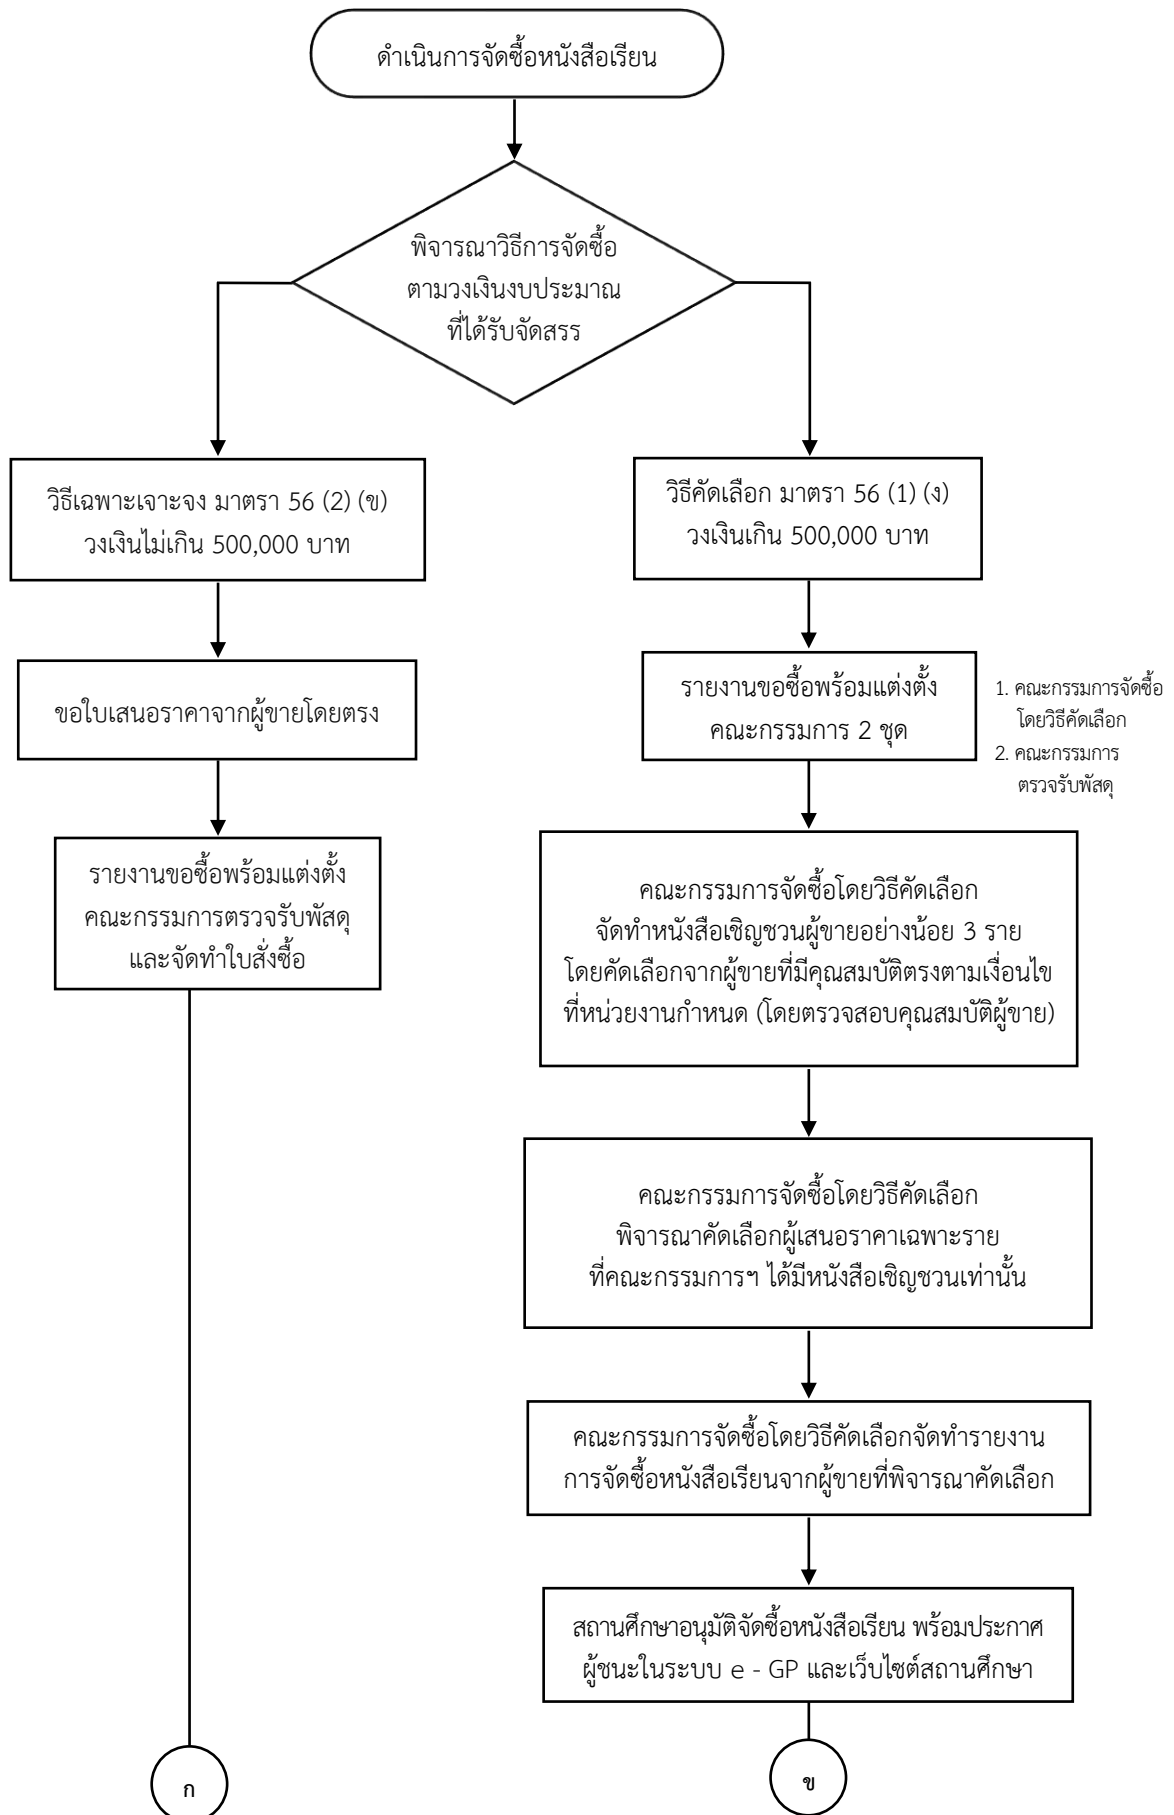 ดำเนินการจัดซื้อหนังสือเรียน
พิจารณาวิธีการจัดซื้อ
ตามวงเงินงบประมาณ
ที่ได้รับจัดสรร
วิธีเฉพาะเจาะจง มาตรา 56 (2) (ข)
วงเงินไม่เกิน 500,000 บาท
ขอใบเสนอราคาจากผู้ขายโดยตรง
รายงานขอซื้อพร้อมแต่งตั้ง
คณะกรรมการตรวจรับพัสดุ
และจัดทำใบสั่งซื้อ
ก
วิธีคัดเลือก มาตรา 56 (1) (ง)
วงเงินเกิน 500,000 บาท
รายงานขอซื้อพร้อมแต่งตั้ง
คณะกรรมการ 2 ชุด
1. คณะกรรมการจัดซื้อ
โดยวิธีคัดเลือก
2. คณะกรรมการ
ตรวจรับพัสดุ
คณะกรรมการจัดซื้อโดยวิธีคัดเลือก
จัดทำหนังสือเชิญชวนผู้ขายอย่างน้อย 3 ราย
โดยคัดเลือกจากผู้ขายที่มีคุณสมบัติตรงตามเงื่อนไข
ที่หน่วยงานกำหนด (โดยตรวจสอบคุณสมบัติผู้ขาย)
คณะกรรมการจัดซื้อโดยวิธีคัดเลือก
พิจารณาคัดเลือกผู้เสนอราคาเฉพาะราย
ที่คณะกรรมการฯ ได้มีหนังสือเชิญชวนเท่านั้น
คณะกรรมการจัดซื้อโดยวิธีคัดเลือกจัดทำรายงาน
การจัดซื้อหนังสือเรียนจากผู้ขายที่พิจารณาคัดเลือก
สถานศึกษาอนุมัติจัดซื้อหนังสือเรียน พร้อมประกาศ
ผู้ชนะในระบบ e - GP และเว็บไซต์สถานศึกษา
ข